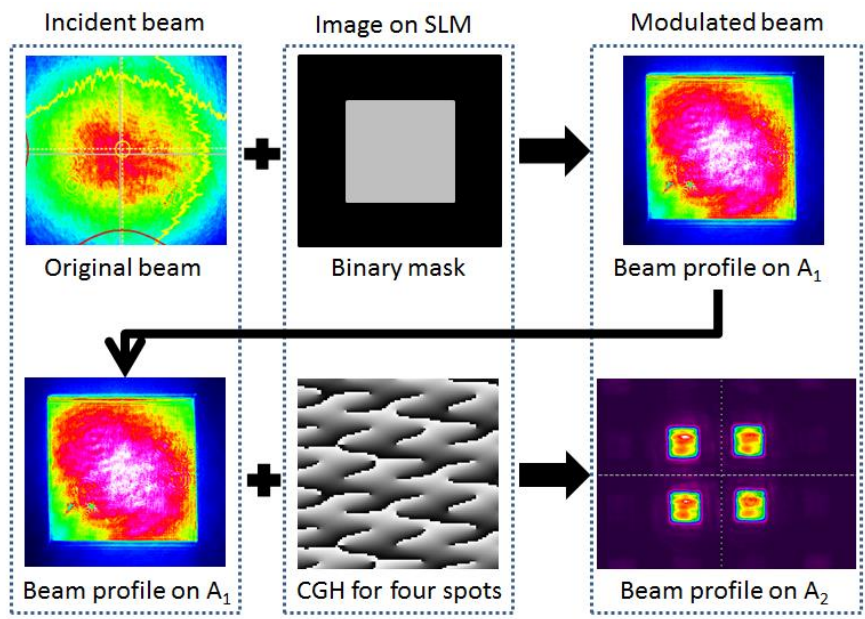 Incident beam
Image on SLM
Modulated beam
Original beam
Binary mask
Beam profile on A₁
Beam profile on A₁
CGH for four spots
Beam profile on A₂